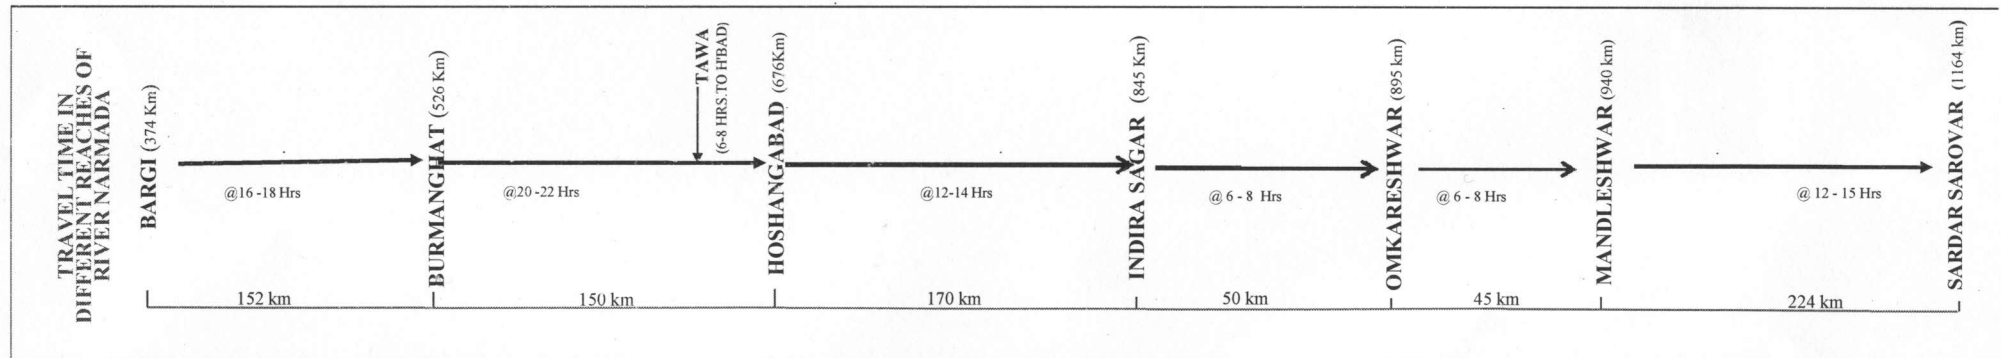 TRAVEL TIME IN
DIFFERENT REACHES OF
RIVER NARMADA
BARGI (374 Km)
@16 -18 Hrs
BURMANGHAT (526 Km)
@20 -22 Hrs
TAWA
(6-8 HRS.TO H'BAD)
HOSHANGABAD (676Km)
@12-14 Hrs
INDIRA SAGAR (845 Km)
@ 6 - 8 Hrs
OMKARESHWAR (895 km)
@ 6 - 8 Hrs
MANDLESHWAR (940 km)
@ 12 - 15 Hrs
SARDAR SAROVAR (1164 km)
152 km
150 km
170 km
50 km
45 km
224 km